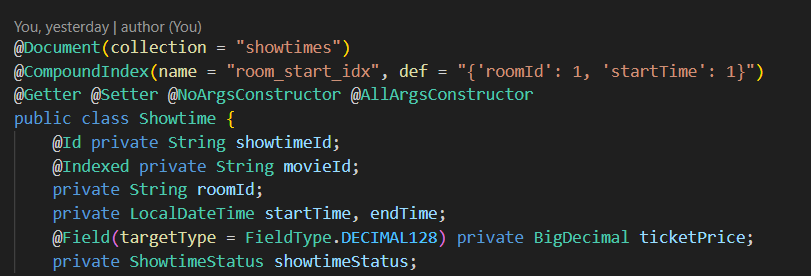 You, yesterday | author (You)
@Document(collection = "showtimes")
@CompoundIndex(name = "room_start_idx", def = "{'roomId': 1, 'startTime': 1}")
@Getter @Setter @NoArgsConstructor @AllArgsConstructor
public class Showtime {
    @Id private String showtimeId;
    @Indexed private String movieId;
    private String roomId;
    private LocalDateTime startTime, endTime;
    @Field(targetType = FieldType.DECIMAL128) private BigDecimal ticketPrice;
    private ShowtimeStatus showtimeStatus;